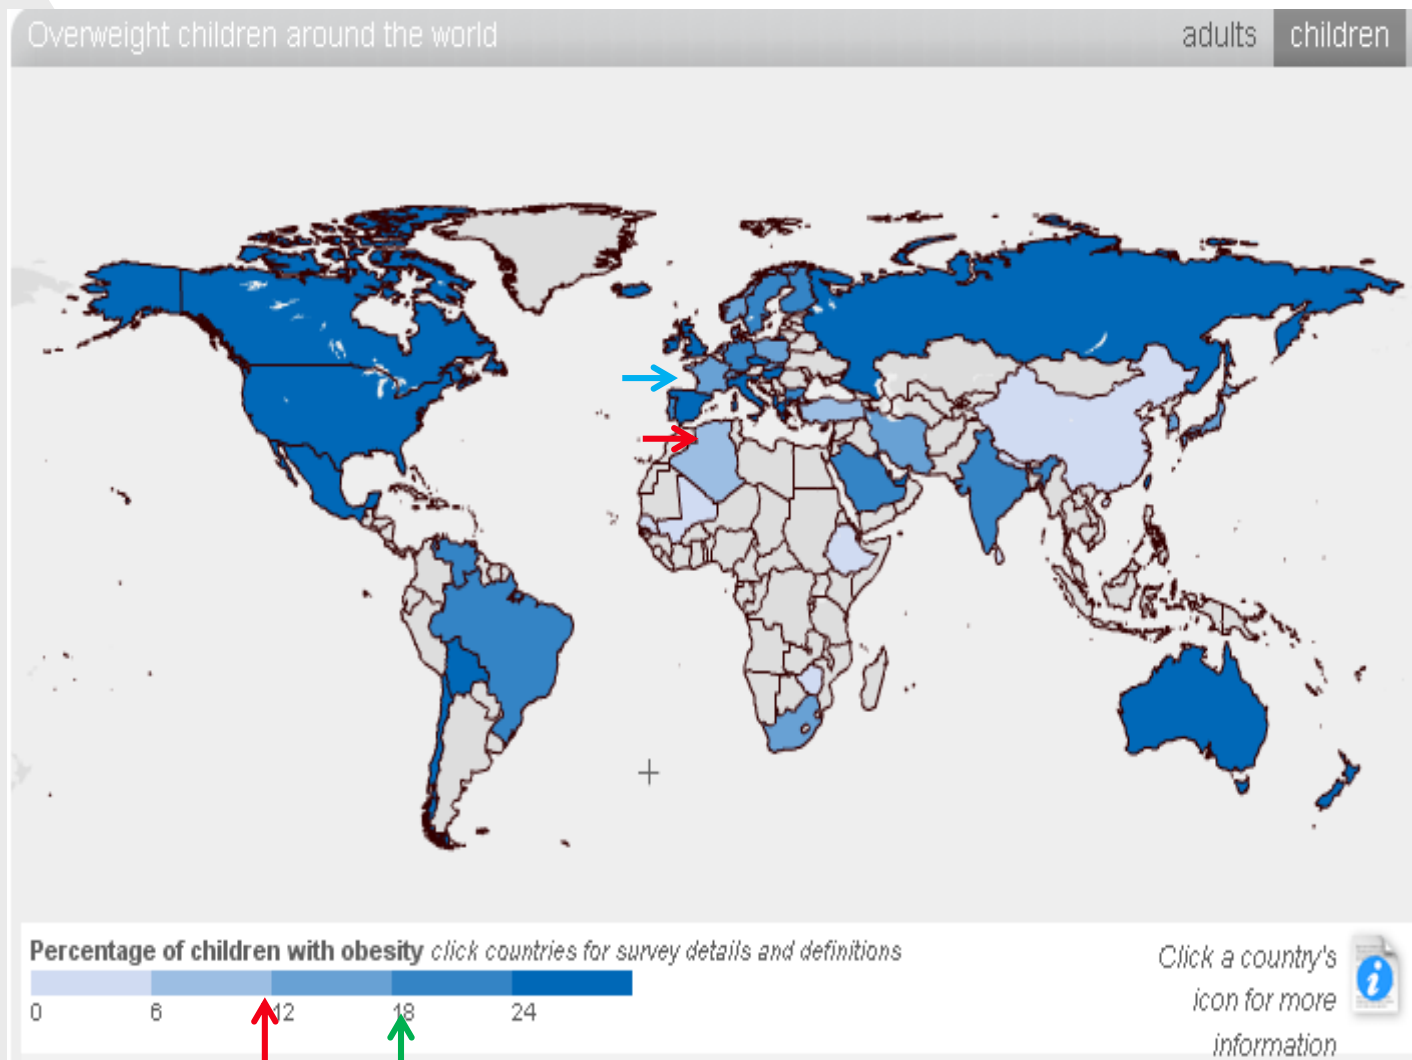 Overweight children around the world
adults children
Percentage of children with obesity click countries for survey details and definitions
0 6 12 18 24
Click a country's
icon for more
information